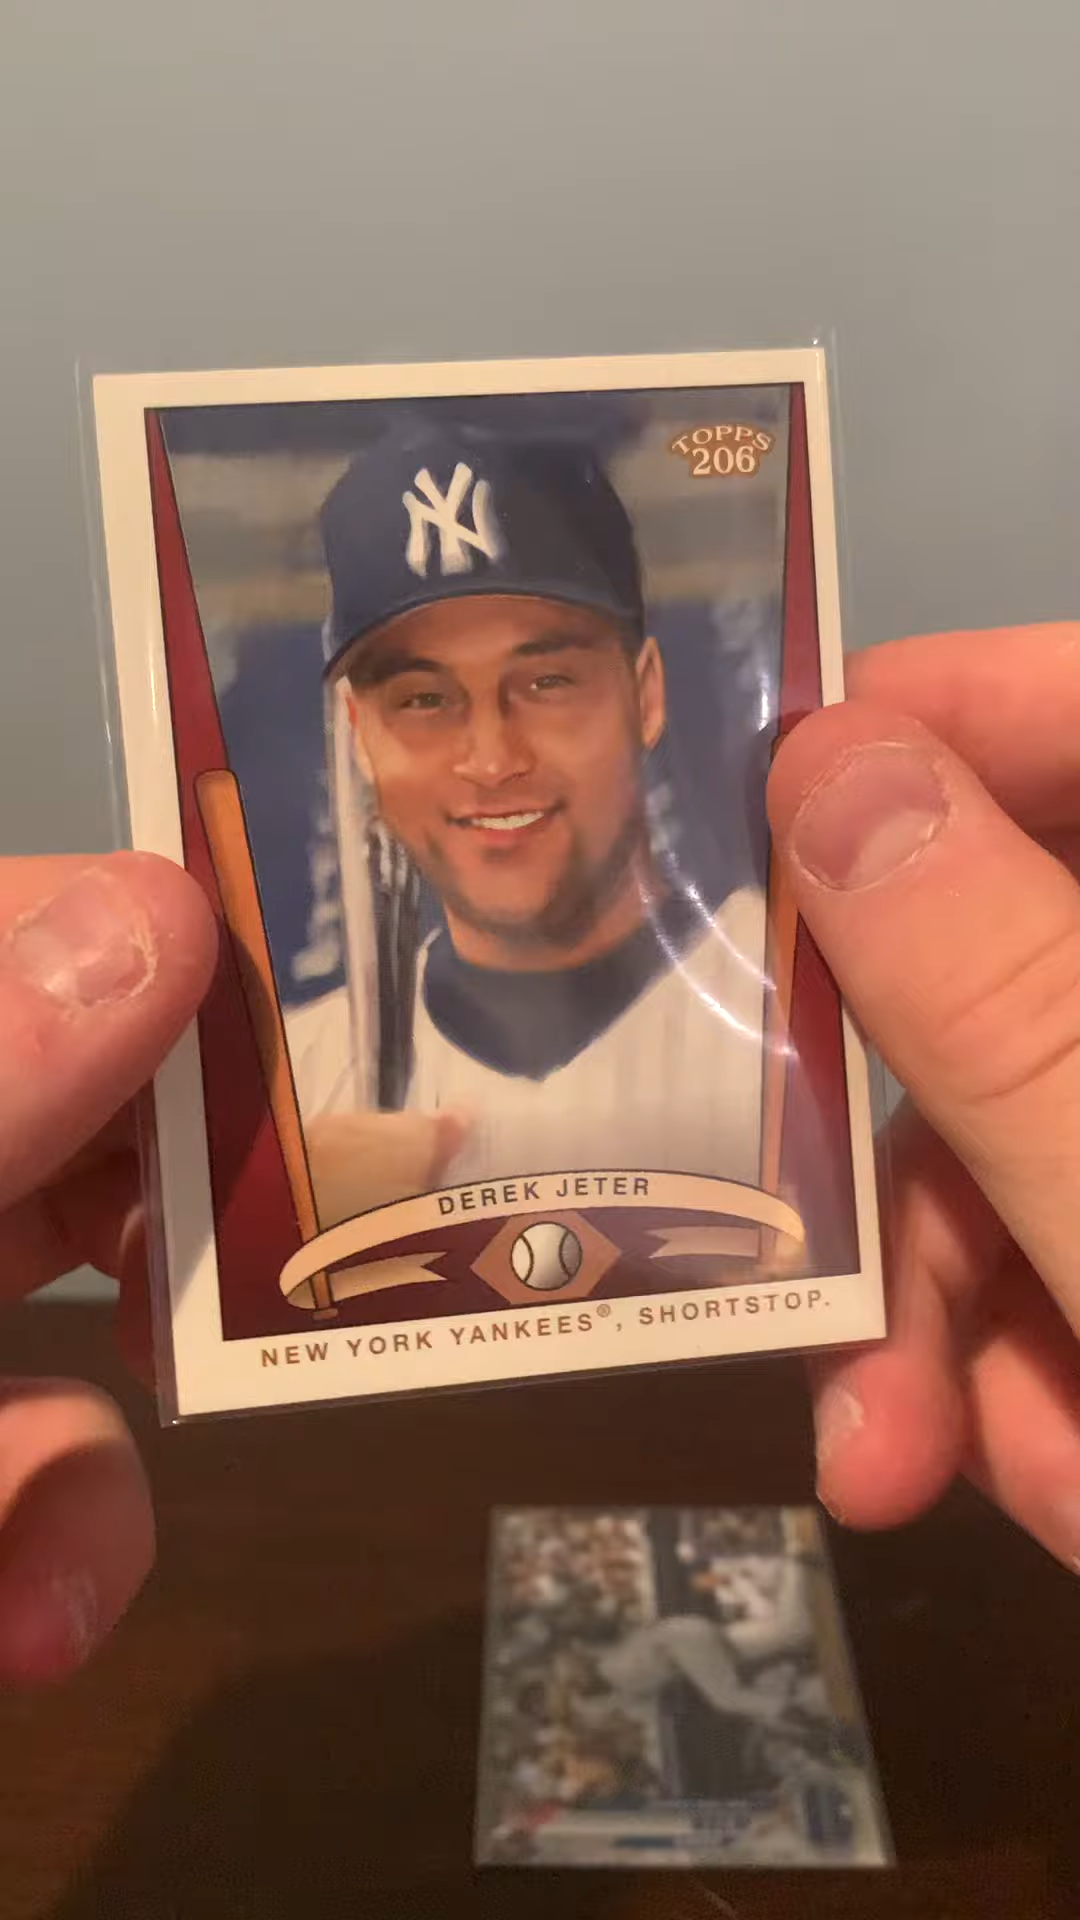 NY
TOPPS
206
DEREK JETER
NEW YORK YANKEES®, SHORTSTOP.